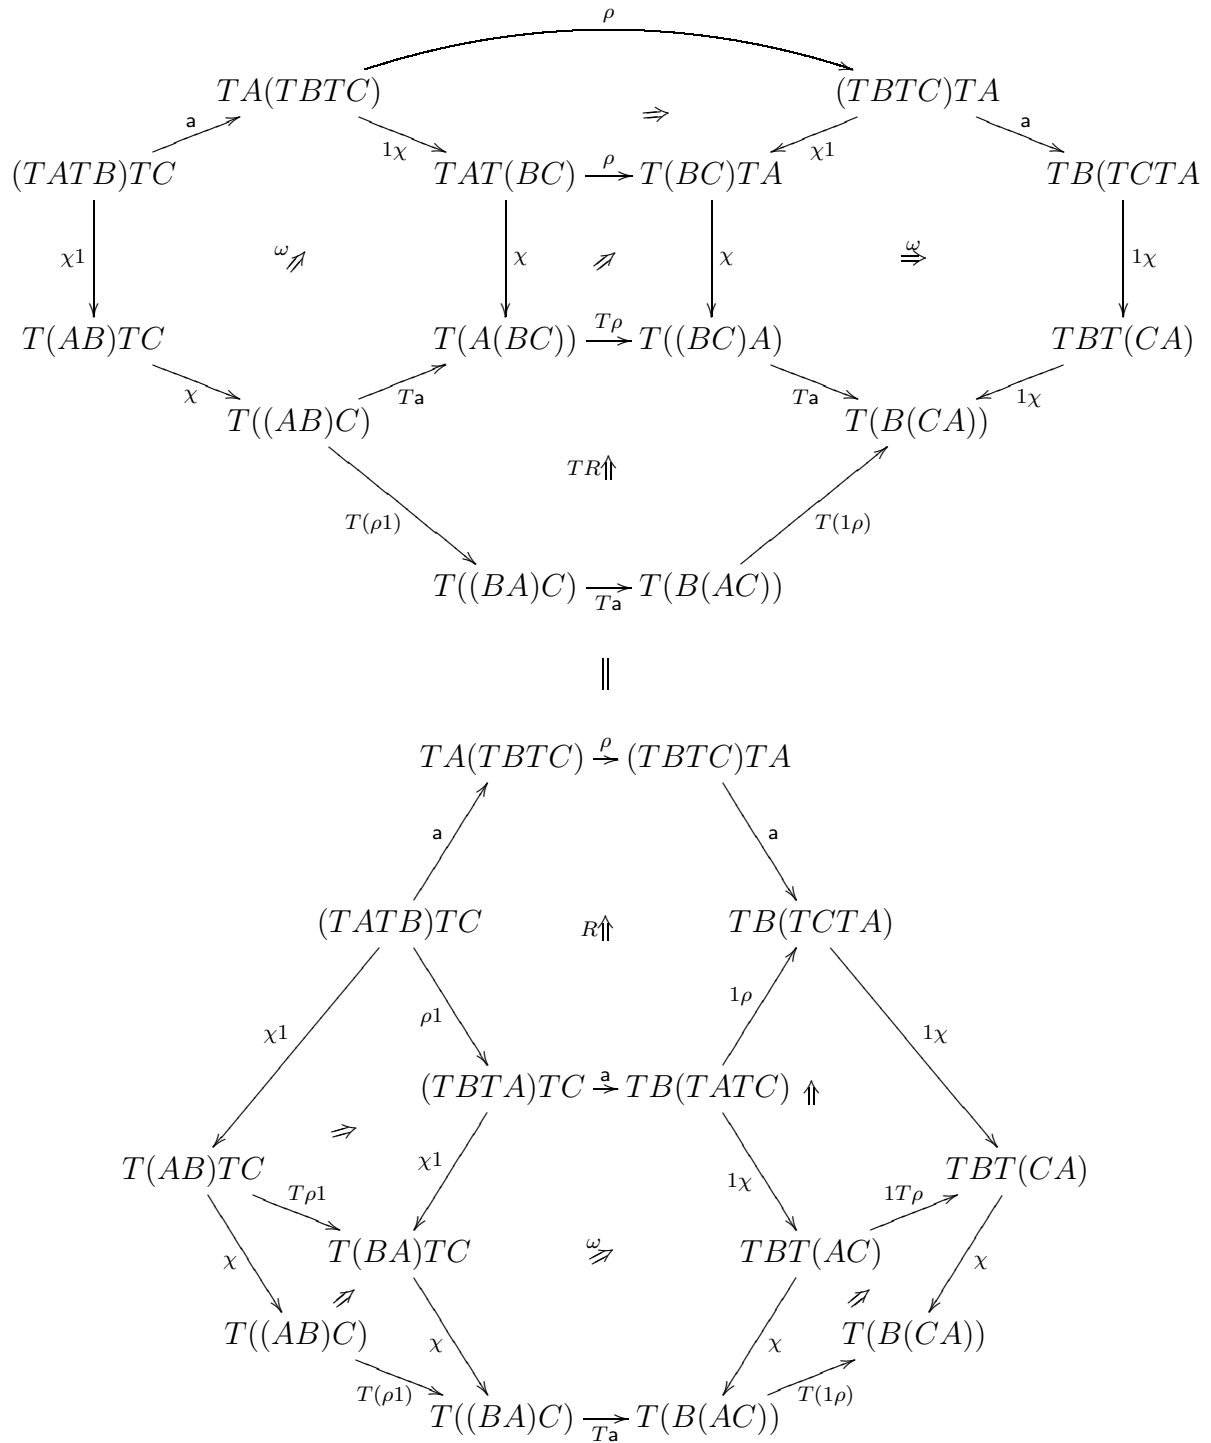 ρ
TA(TBTC) (TBTC)TA
a 1χ χ1 a
(TATB)TC TAT(BC) ρ T(BC)TA TB(TCTA
χ1 ω χ χ ω 1χ
T(AB)TC T(A(BC)) Tρ T((BC)A) TBT(CA)
χ Ta Ta 1χ
T((AB)C) T(B(CA))
TR
T(ρ1) T(1ρ)
T((BA)C) Ta T(B(AC))
TA(TBTC) ρ (TBTC)TA
a a
(TATB)TC R TB(TCTA)
χ1 ρ1 1ρ 1χ
(TBTA)TC a TB(TATC)
χ1 1χ
T(AB)TC Tρ1 1Tρ TBT(CA)
χ T(BA)TC ω TBT(AC) χ
T((AB)C) χ χ T(B(CA))
T(ρ1) T(1ρ)
T((BA)C) Ta T(B(AC))